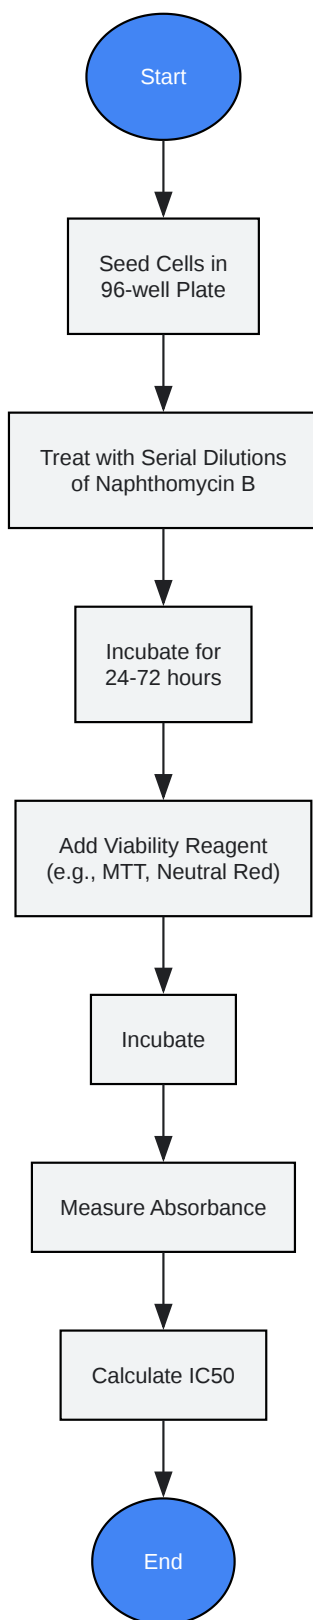 Start
Seed Cells in
96-well Plate
Treat with Serial Dilutions
of Naphthomycin B
Incubate for
24-72 hours
Add Viability Reagent
(e.g., MTT, Neutral Red)
Incubate
Measure Absorbance
Calculate IC50
End